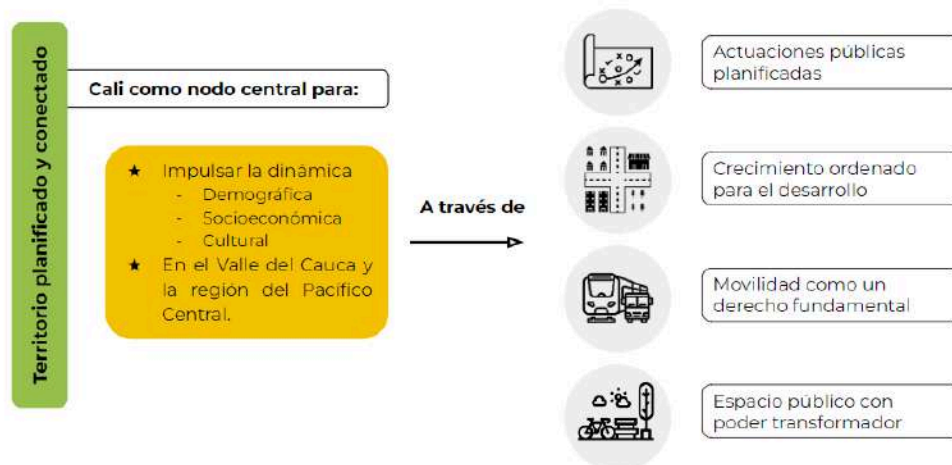 Territorio planificado y conectado
Cali como nodo central para:
★ Impulsar la dinámica
- Demográfica
- Socioeconómica
- Cultural
★ En el Valle del Cauca y
la región del Pacífico
Central.
A través de
Actuaciones públicas
planificadas
Crecimiento ordenado
para el desarrollo
Movilidad como un
derecho fundamental
Espacio público con
poder transformador